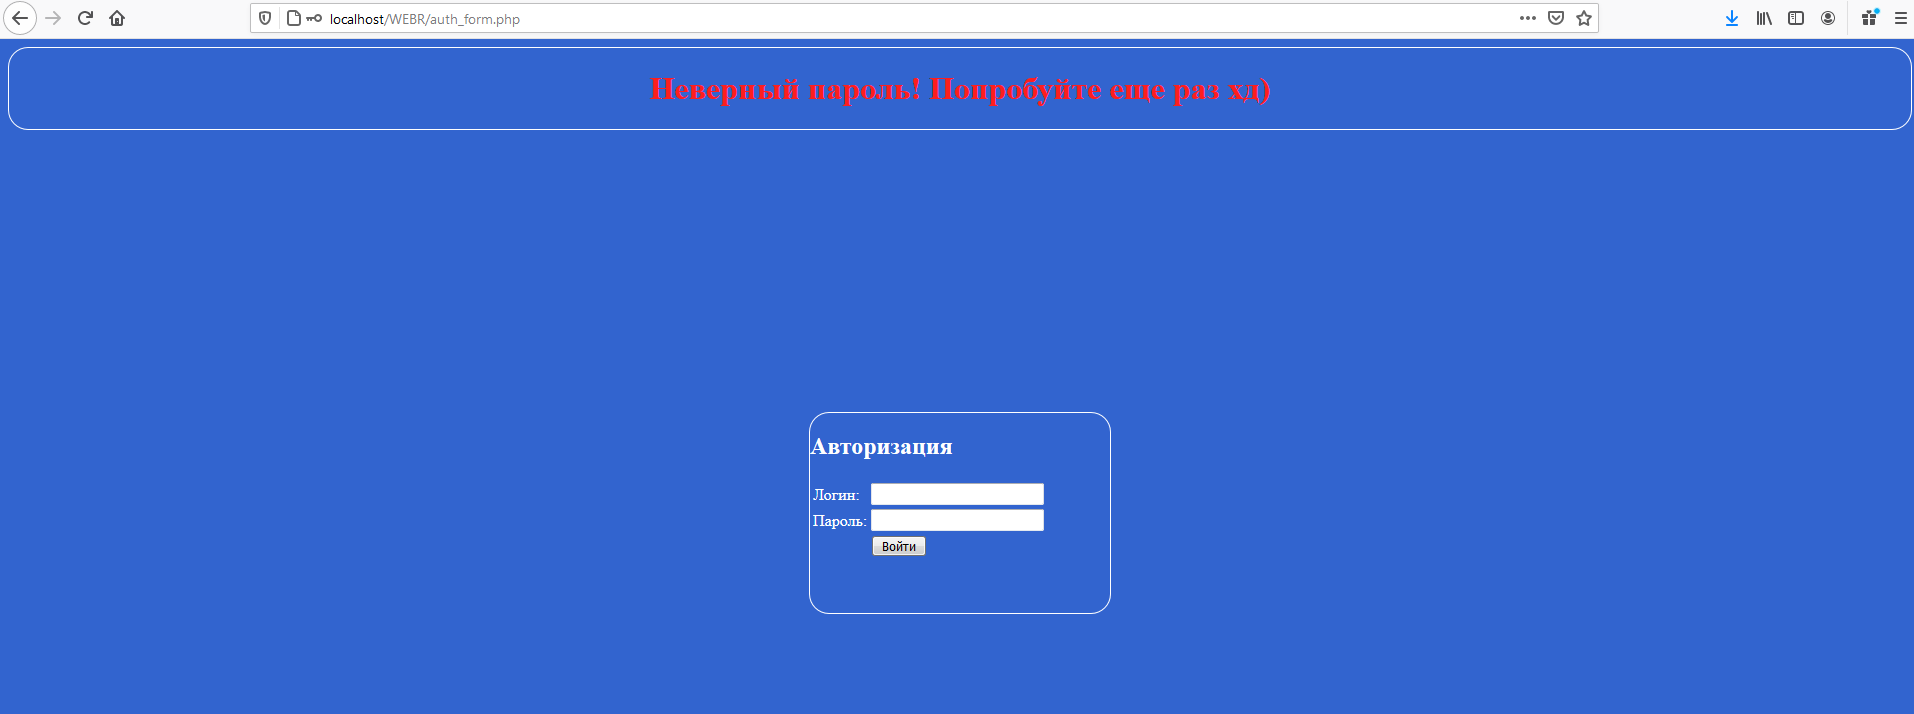 localhost/WEBR/auth_form.php
Неверный пароль! Попробуйте еще раз хд)
Авторизация
Логин:
Пароль:
Войти